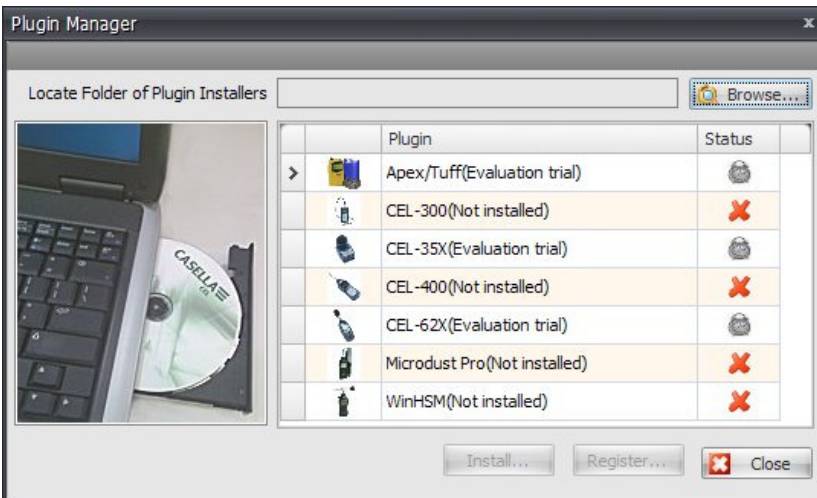 Plugin Manager
Locate Folder of Plugin Installers
Browse...
Plugin Status
Apex/Tuff(Evaluation trial)
CEL-300(Not installed)
CEL-35X(Evaluation trial)
CEL-400(Not installed)
CEL-62X(Evaluation trial)
Microdust Pro(Not installed)
WinHSM(Not installed)
CASELLA
CEL
Install... Register... Close